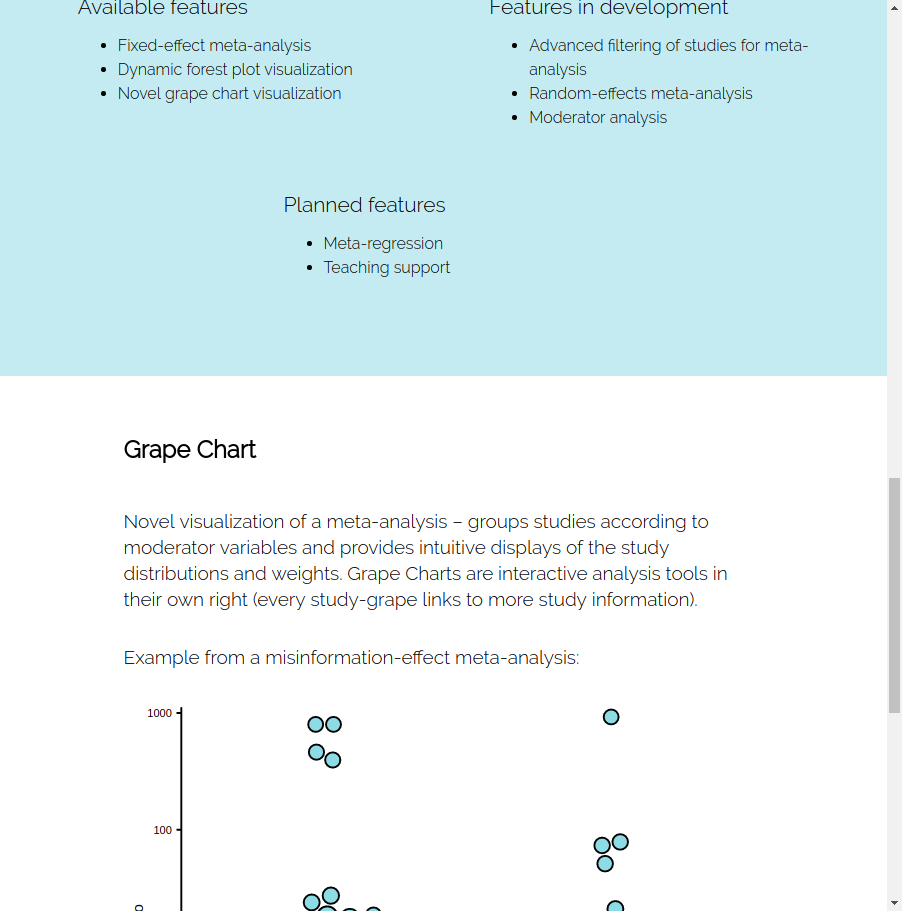 Available features
Fixed-effect meta-analysis
Dynamic forest plot visualization
Novel grape chart visualization
Features in development
Advanced filtering of studies for meta-
analysis
Random-effects meta-analysis
Moderator analysis
Planned features
Meta-regression
Teaching support
Grape Chart
Novel visualization of a meta-analysis – groups studies according to
moderator variables and provides intuitive displays of the study
distributions and weights. Grape Charts are interactive analysis tools in
their own right (every study-grape links to more study information).
Example from a misinformation-effect meta-analysis:
1000
100